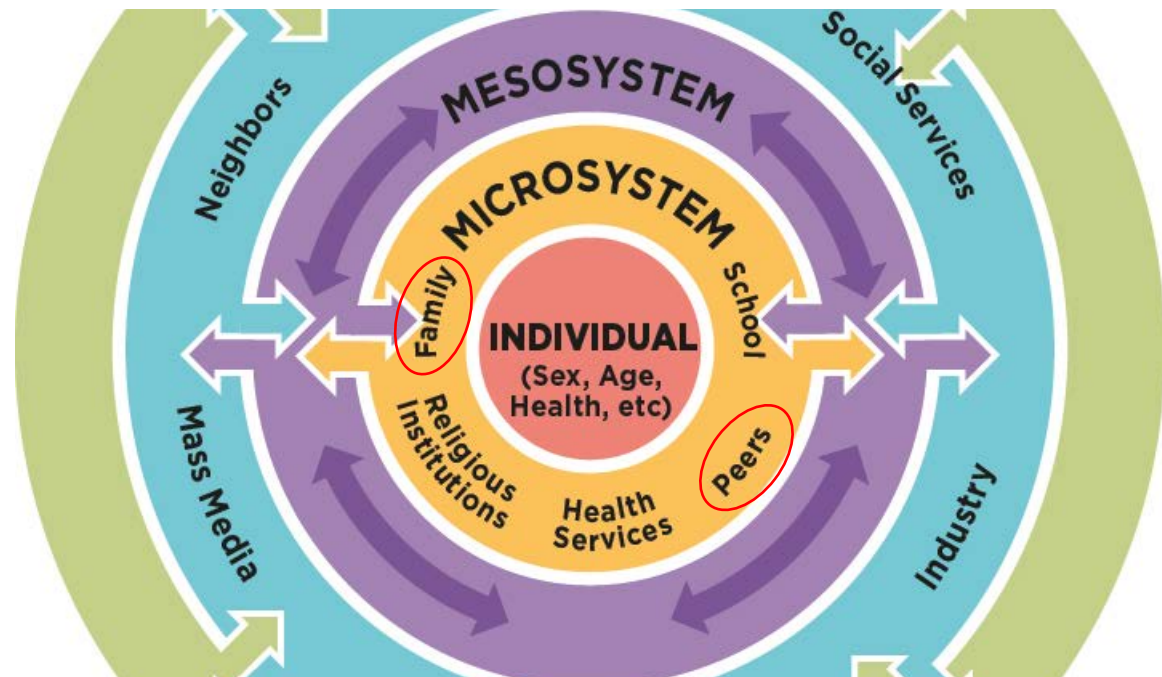 Social Services
Neighbors
MESOSYSTEM
MICROSYSTEM
Family
School
INDIVIDUAL
(Sex, Age,
Health, etc)
Religious
Institutions
Health
Services
Peers
Mass Media
Industry